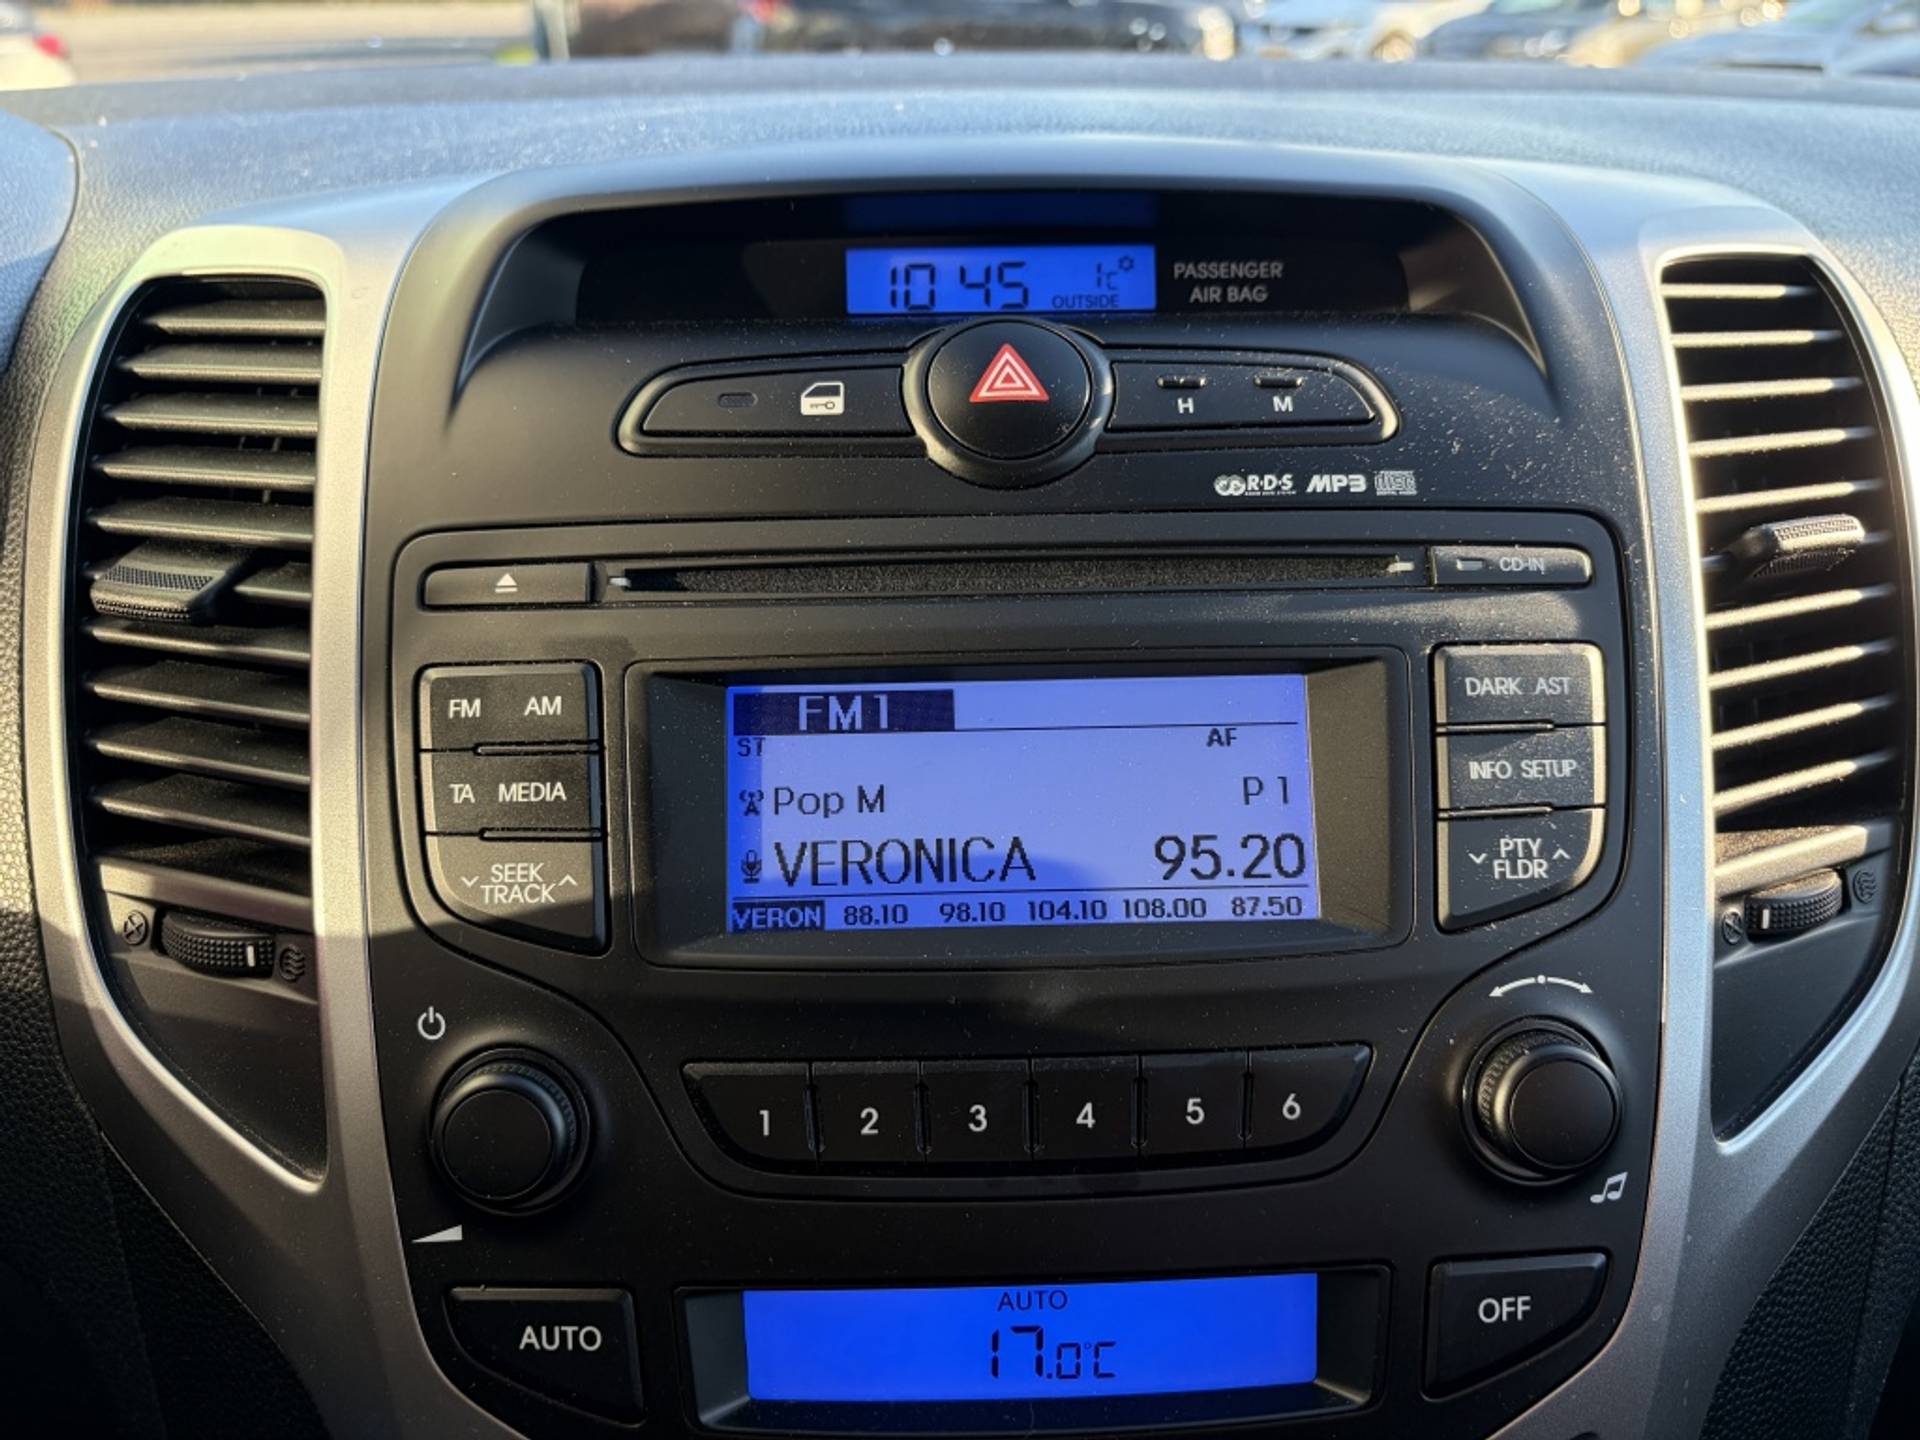 10 45 1c
OUTSIDE
PASSENGER
AIR BAG
H M
R·D·S MP3 disc
CD-IN
FM AM
TA MEDIA
SEEK
TRACK
FM1
ST AF
Pop M P 1
VERONICA 95.20
VERON 88.10 98.10 104.10 108.00 87.50
DARK AST
INFO SETUP
PTY
FLDR
1 2 3 4 5 6
AUTO
AUTO
17.0°C
OFF